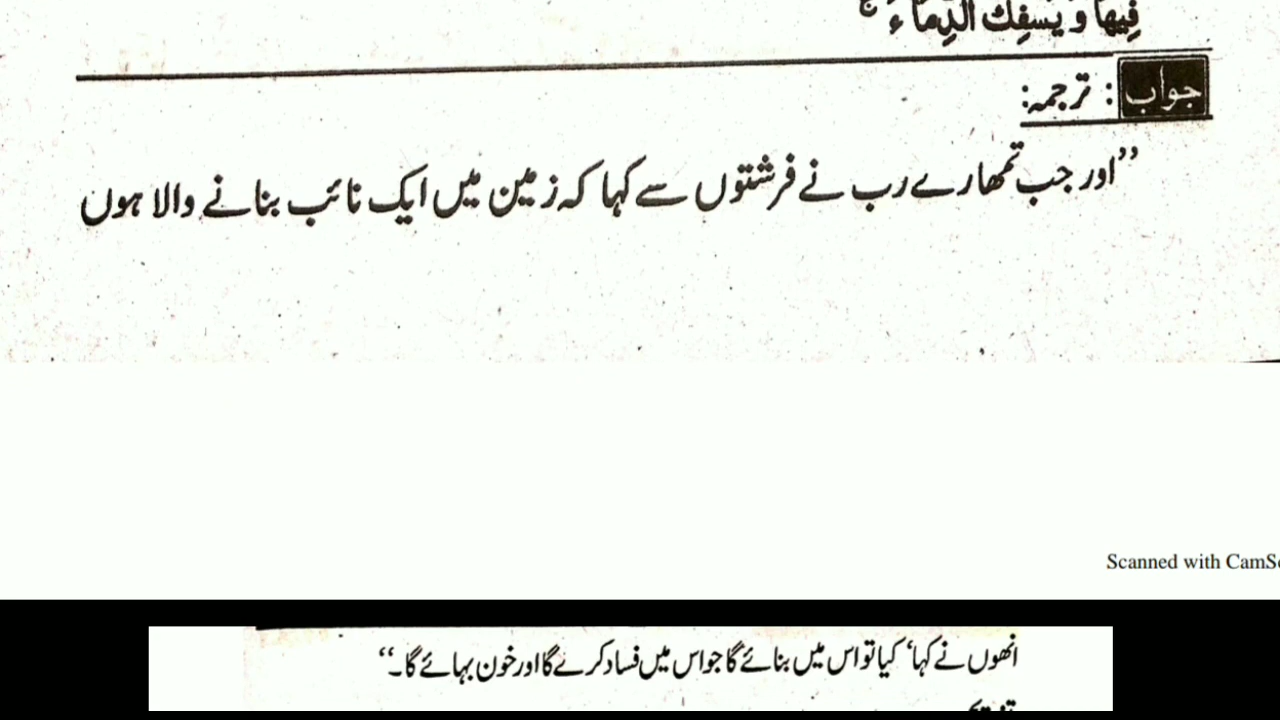 فِيهَا وَيَسْفِكُ الدِّمَاءَ ج
جواب : ترجمہ:
”اور جب تمھارے رب نے فرشتوں سے کہا کہ زمین میں ایک نائب بنانے والا ہوں
Scanned with CamSc
انھوں نے کہا‘ کیا تو اس میں بنائے گا جو اس میں فساد کرے گا اور خون بہائے گا۔“